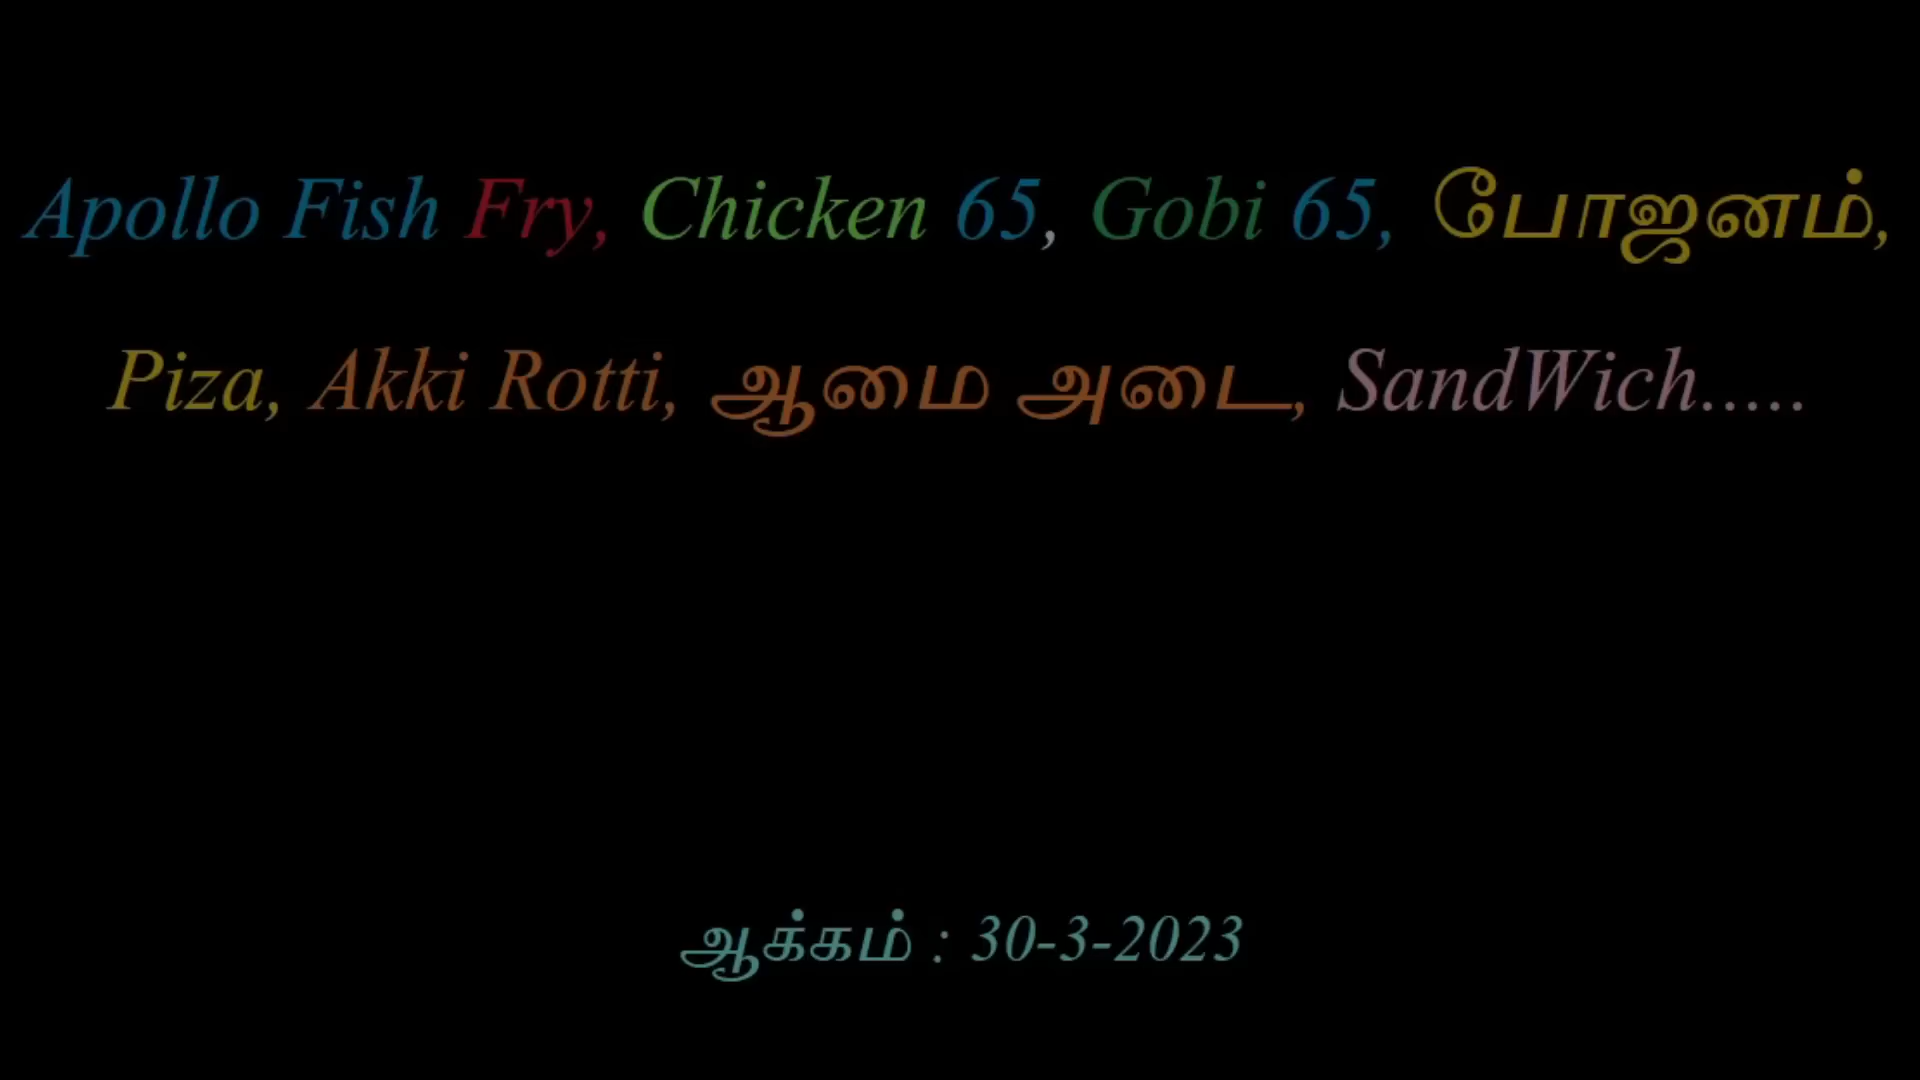 Apollo Fish Fry, Chicken 65, Gobi 65, போஜனம்,
Piza, Akki Rotti, ஆமை அடை, SandWich.....
ஆக்கம் : 30-3-2023